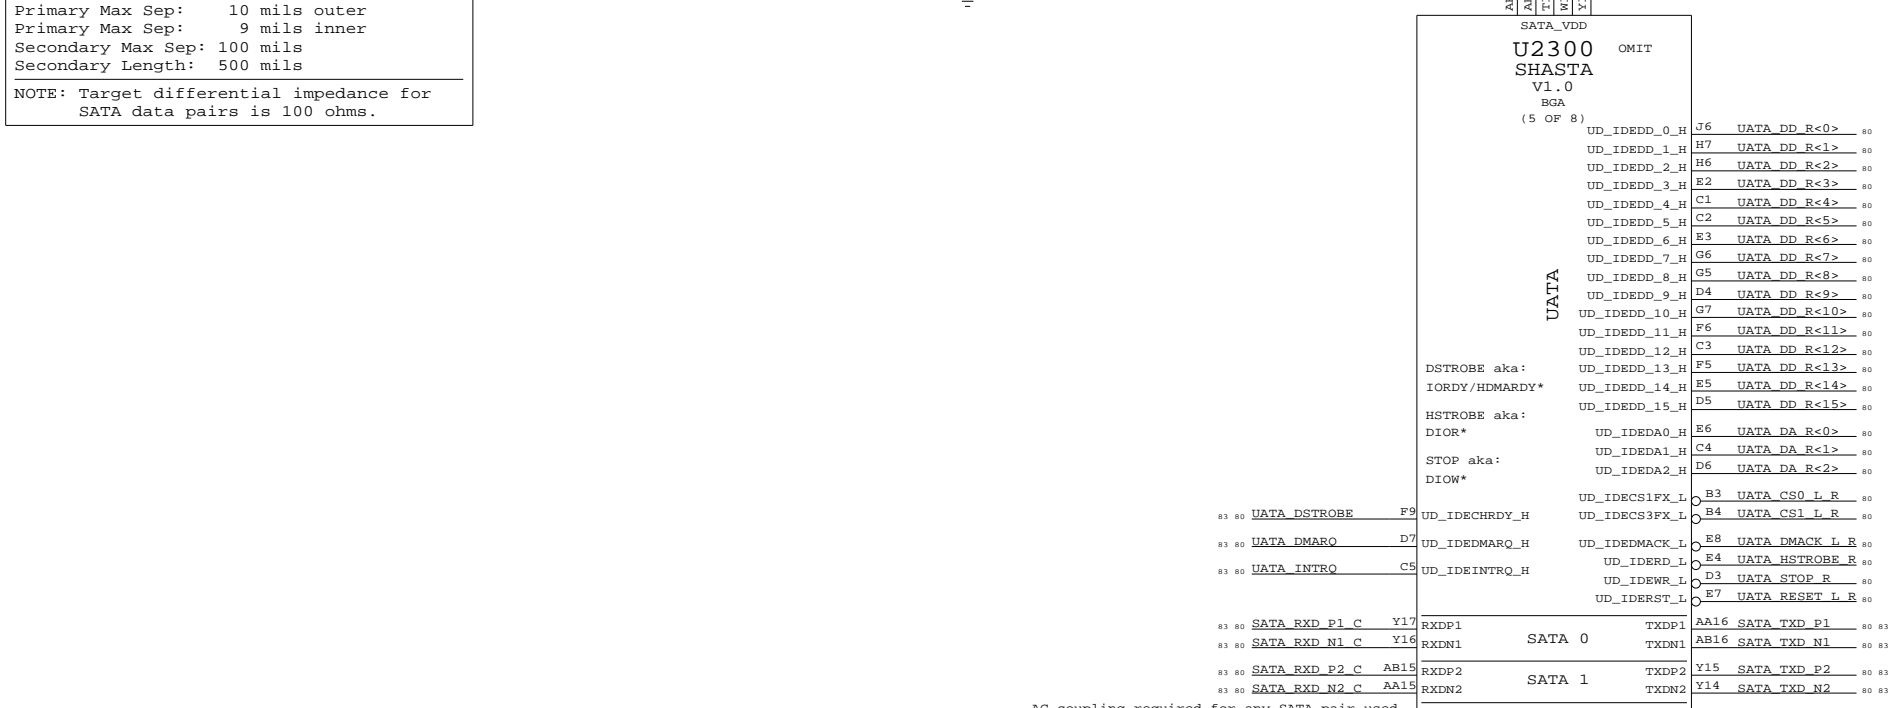 Primary Max Sep: 10 mils outer
Primary Max Sep: 9 mils inner
Secondary Max Sep: 100 mils
Secondary Length: 500 mils
NOTE: Target differential impedance for
SATA data pairs is 100 ohms.
SATA_VDD
U2300 OMIT
SHASTA
V1.0
BGA
(5 OF 8)
UD_IDEDD_0_H J6 UATA_DD_R<0> 80
UD_IDEDD_1_H H7 UATA_DD_R<1> 80
UD_IDEDD_2_H H6 UATA_DD_R<2> 80
UD_IDEDD_3_H E2 UATA_DD_R<3> 80
UD_IDEDD_4_H C1 UATA_DD_R<4> 80
UD_IDEDD_5_H C2 UATA_DD_R<5> 80
UD_IDEDD_6_H E3 UATA_DD_R<6> 80
UD_IDEDD_7_H G6 UATA_DD_R<7> 80
UD_IDEDD_8_H G5 UATA_DD_R<8> 80
UD_IDEDD_9_H D4 UATA_DD_R<9> 80
UATA
UD_IDEDD_10_H G7 UATA_DD_R<10> 80
UD_IDEDD_11_H F6 UATA_DD_R<11> 80
UD_IDEDD_12_H C3 UATA_DD_R<12> 80
DSTROBE aka: UD_IDEDD_13_H F5 UATA_DD_R<13> 80
IORDY/HDMARDY* UD_IDEDD_14_H E5 UATA_DD_R<14> 80
UD_IDEDD_15_H D5 UATA_DD_R<15> 80
HSTROBE aka:
DIOR* UD_IDEDA0_H E6 UATA_DA_R<0> 80
UD_IDEDA1_H C4 UATA_DA_R<1> 80
STOP aka:
UD_IDEDA2_H D6 UATA_DA_R<2> 80
DIOW*
UD_IDECS1FX_L B3 UATA_CS0_L_R 80
83 80 UATA_DSTROBE F9 UD_IDECHRDY_H UD_IDECS3FX_L B4 UATA_CS1_L_R 80
83 80 UATA_DMARQ D7 UD_IDEDMARQ_H UD_IDEDMACK_L E8 UATA_DMACK_L_R 80
UD_IDERD_L E4 UATA_HSTROBE_R 80
83 80 UATA_INTRQ C5 UD_IDEINTRQ_H
UD_IDEWR_L D3 UATA_STOP_R 80
UD_IDERST_L E7 UATA_RESET_L_R 80
83 80 SATA_RXD_P1_C Y17 RXDP1 TXDP1 AA16 SATA_TXD_P1 80 83
SATA 0
83 80 SATA_RXD_N1_C Y16 RXDN1 TXDN1 AB16 SATA_TXD_N1 80 83
83 80 SATA_RXD_P2_C AB15 RXDP2 TXDP2 Y15 SATA_TXD_P2 80 83
SATA 1
83 80 SATA_RXD_N2_C AA15 RXDN2 TXDN2 Y14 SATA_TXD_N2 80 83
AC coupling required for any SATA pair used